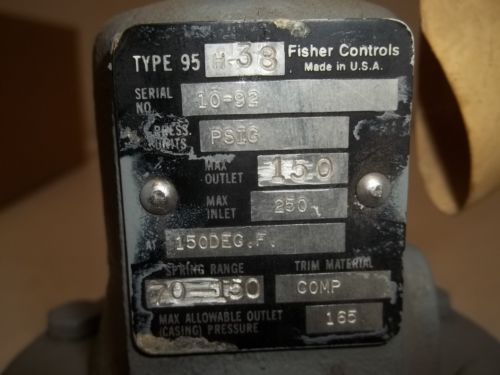 TYPE 95 H-38 Fisher Controls
Made in U.S.A.
SERIAL NO. 10-92
PRESS. UNITS PSIG
MAX OUTLET 150
MAX INLET 250
AT 150DEG.F.
SPRING RANGE TRIM MATERIAL
70-150 COMP
MAX ALLOWABLE OUTLET
(CASING) PRESSURE 165